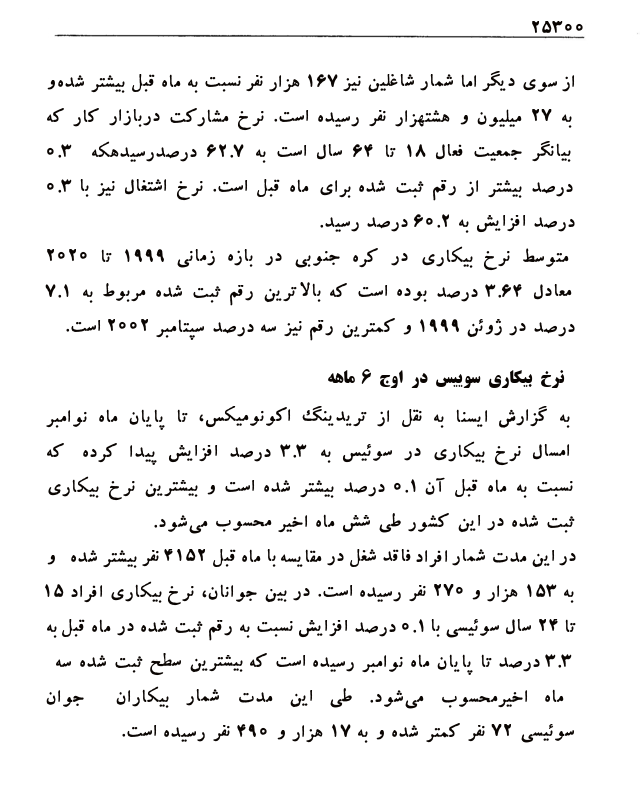 ۲۵۳۰۰
از سوی دیگر اما شمار شاغلین نیز ۱۶۷ هزار نفر نسبت به ماه قبل بیشتر شده‌و
به ۲۷ میلیون و هشتهزار نفر رسیده است. نرخ مشارکت دربازار کار که
بیانگر جمعیت فعال ۱۸ تا ۶۴ سال است به ۶۲.۷ درصدرسیدهکه ۰.۳
درصد بیشتر از رقم ثبت شده برای ماه قبل است. نرخ اشتغال نیز با ۰.۳
درصد افزایش به ۶۰.۲ درصد رسید.
متوسط نرخ بیکاری در کره جنوبی در بازه زمانی ۱۹۹۹ تا ۲۰۲۰
معادل ۳.۶۴ درصد بوده است که بالاترین رقم ثبت شده مربوط به ۷.۱
درصد در ژوئن ۱۹۹۹ و کمترین رقم نیز سه درصد سپتامبر ۲۰۰۲ است.
نرخ بیکاری سوییس در اوج ۶ ماهه
به گزارش ایسنا به نقل از تریدینگ اکونومیکس، تا پایان ماه نوامبر
امسال نرخ بیکاری در سوئیس به ۳.۳ درصد افزایش پیدا کرده که
نسبت به ماه قبل آن ۰.۱ درصد بیشتر شده است و بیشترین نرخ بیکاری
ثبت شده در این کشور طی شش ماه اخیر محسوب می‌شود.
در این مدت شمار افراد فاقد شغل در مقایسه با ماه قبل ۴۱۵۲ نفر بیشتر شده و
به ۱۵۳ هزار و ۲۷۰ نفر رسیده است. در بین جوانان، نرخ بیکاری افراد ۱۵
تا ۲۴ سال سوئیسی با ۰.۱ درصد افزایش نسبت به رقم ثبت شده در ماه قبل به
۳.۳ درصد تا پایان ماه نوامبر رسیده است که بیشترین سطح ثبت شده سه
ماه اخیرمحسوب می‌شود. طی این مدت شمار بیکاران جوان
سوئیسی ۷۲ نفر کمتر شده و به ۱۷ هزار و ۴۹۰ نفر رسیده است.